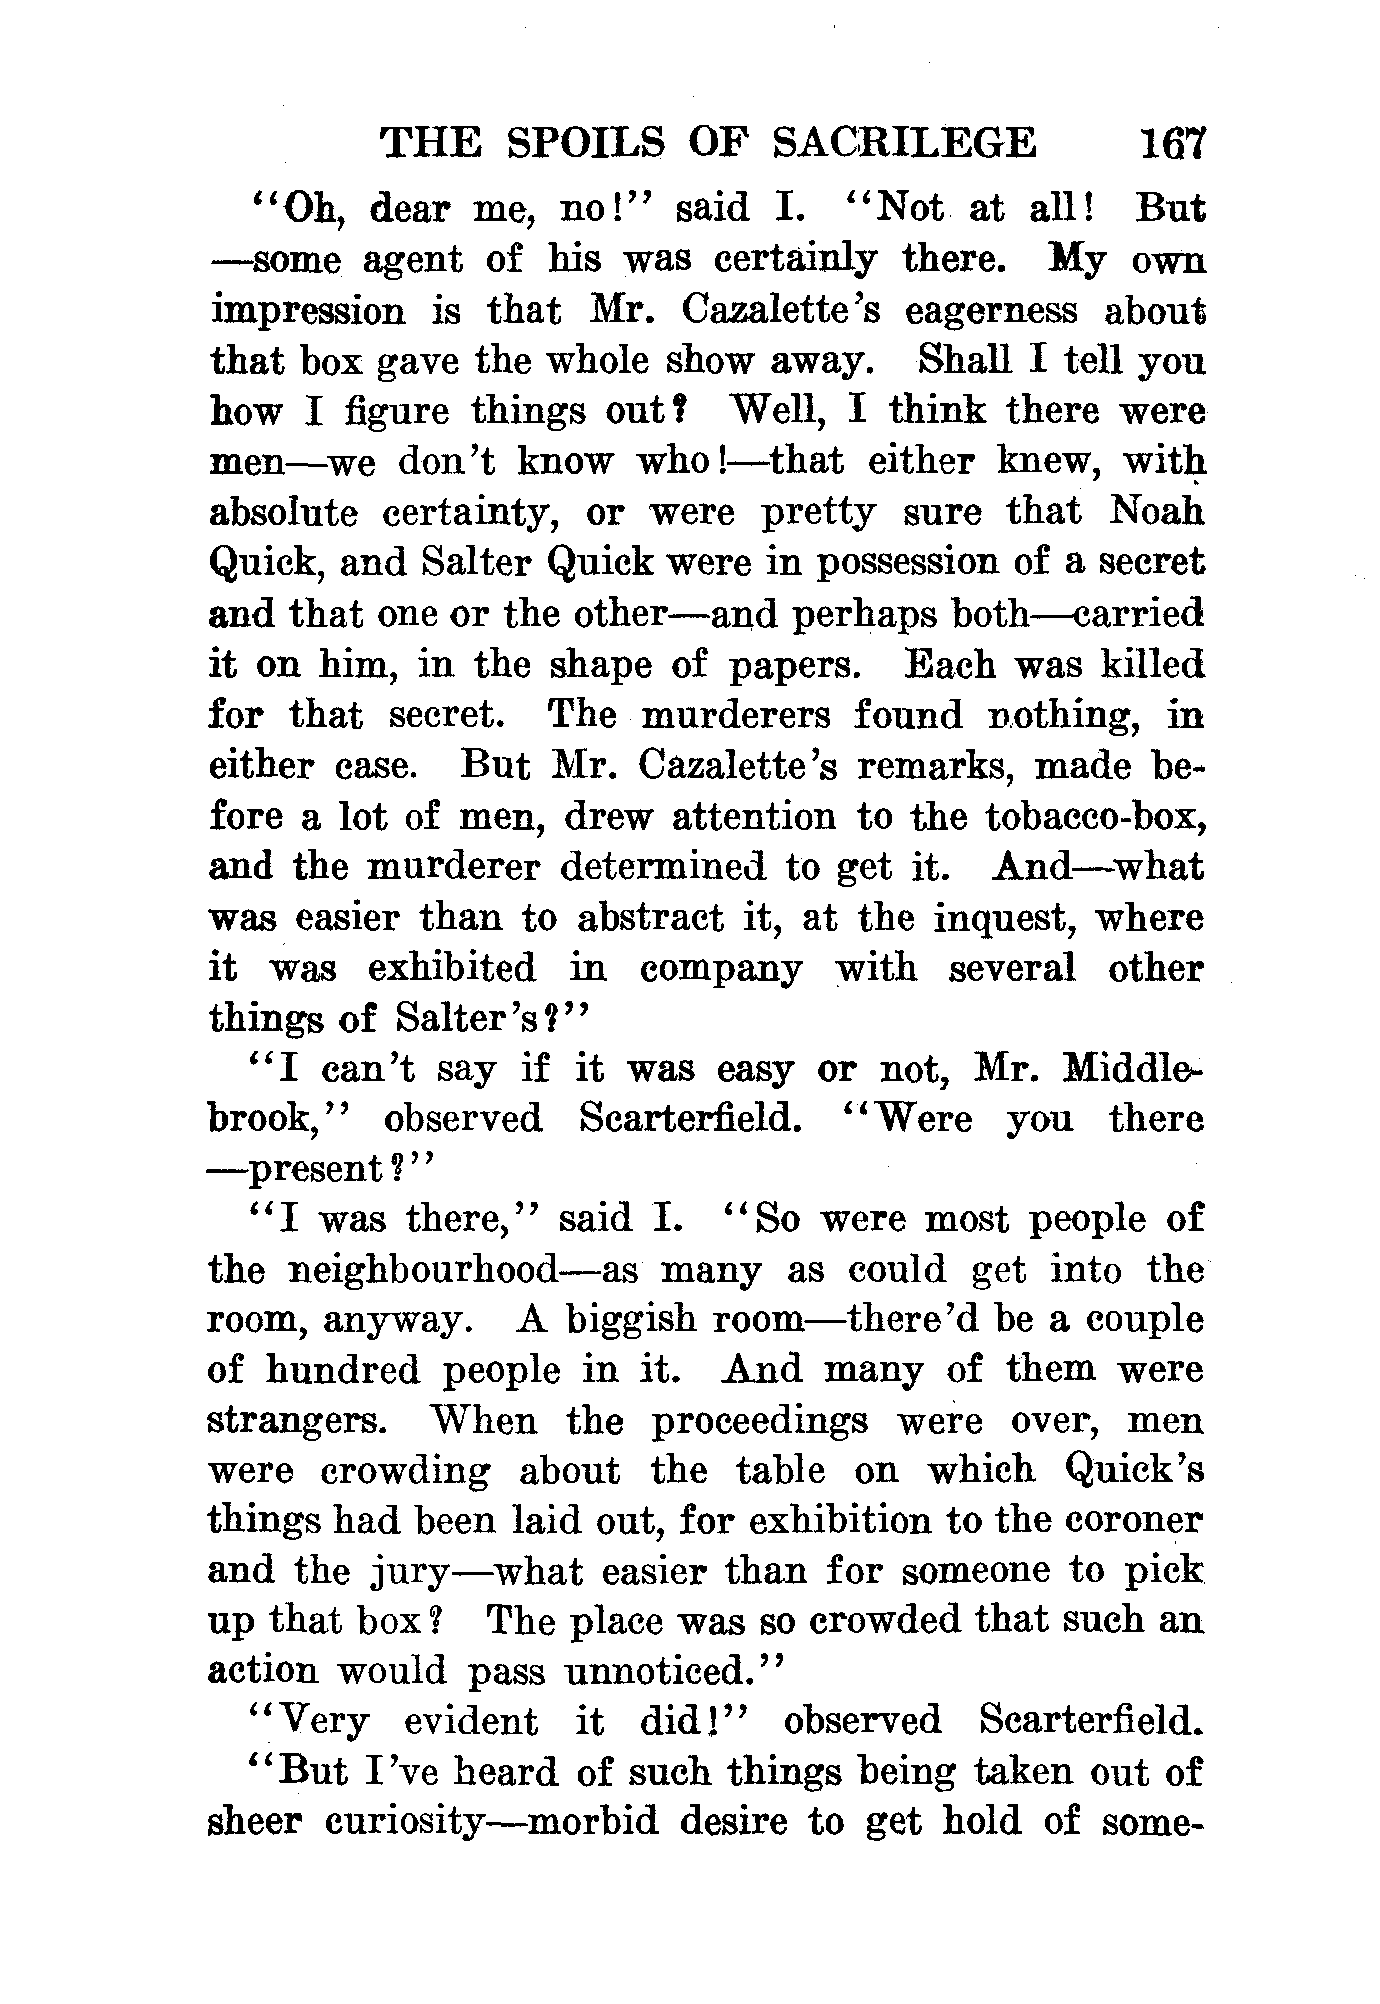 THE SPOILS OF SACRILEGE 167
"Oh, dear me, no!" said I. "Not at all! But
—some agent of his was certainly there. My own
impression is that Mr. Cazalette's eagerness about
that box gave the whole show away. Shall I tell you
how I figure things out? Well, I think there were
men—we don't know who!—that either knew, with
absolute certainty, or were pretty sure that Noah
Quick, and Salter Quick were in possession of a secret
and that one or the other—and perhaps both—carried
it on him, in the shape of papers. Each was killed
for that secret. The murderers found nothing, in
either case. But Mr. Cazalette's remarks, made be-
fore a lot of men, drew attention to the tobacco-box,
and the murderer determined to get it. And—what
was easier than to abstract it, at the inquest, where
it was exhibited in company with several other
things of Salter's?"
"I can't say if it was easy or not, Mr. Middle-
brook," observed Scarterfield. "Were you there
—present?"
"I was there," said I. "So were most people of
the neighbourhood—as many as could get into the
room, anyway. A biggish room—there'd be a couple
of hundred people in it. And many of them were
strangers. When the proceedings were over, men
were crowding about the table on which Quick's
things had been laid out, for exhibition to the coroner
and the jury—what easier than for someone to pick
up that box? The place was so crowded that such an
action would pass unnoticed."
"Very evident it did!" observed Scarterfield.
"But I've heard of such things being taken out of
sheer curiosity—morbid desire to get hold of some-